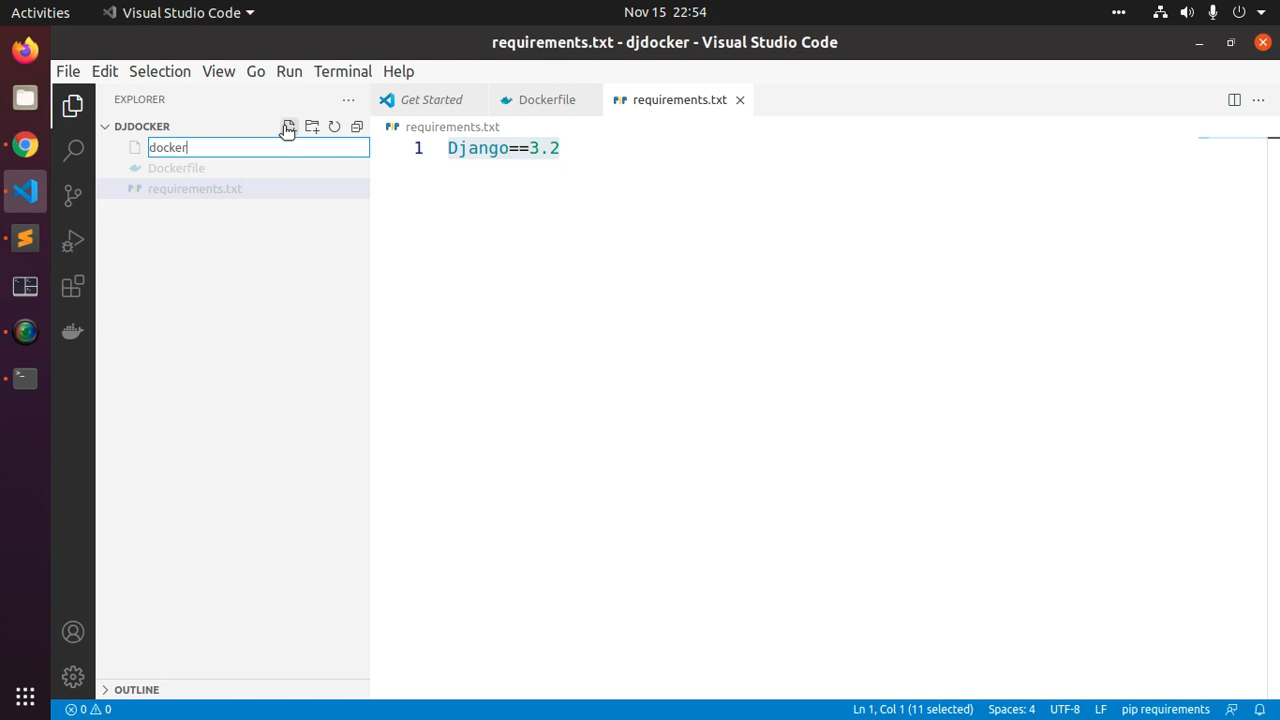 Activities
Visual Studio Code
Nov 15 22:54
requirements.txt - djdocker - Visual Studio Code
File Edit Selection View Go Run Terminal Help
EXPLORER
Get Started
Dockerfile
requirements.txt
DJDOCKER
requirements.txt
docker
1 Django==3.2
Dockerfile
requirements.txt
OUTLINE
0 0
Ln 1, Col 1 (11 selected)
Spaces: 4
UTF-8
LF
pip requirements